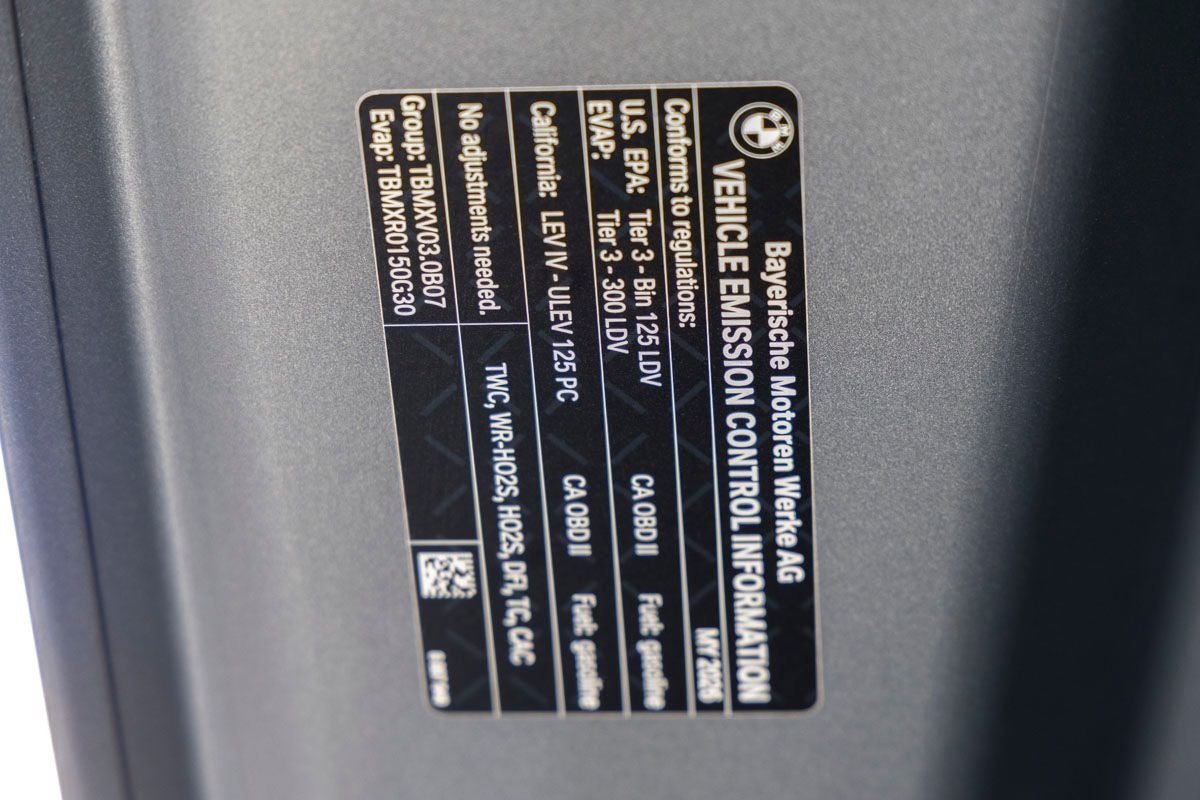 Bayerische Motoren Werke AG
VEHICLE EMISSION CONTROL INFORMATION
Conforms to regulations: MY 2026
U.S. EPA: Tier 3 - Bin 125 LDV CA OBD II Fuel: gasoline
EVAP: Tier 3 - 300 LDV
California: LEV IV - ULEV 125 PC CA OBD II Fuel: gasoline
No adjustments needed. TWC, WR-HO2S, HO2S, DFI, TC, CAC
Group: TBMXV03.0B07
Evap: TBMXR0150G30